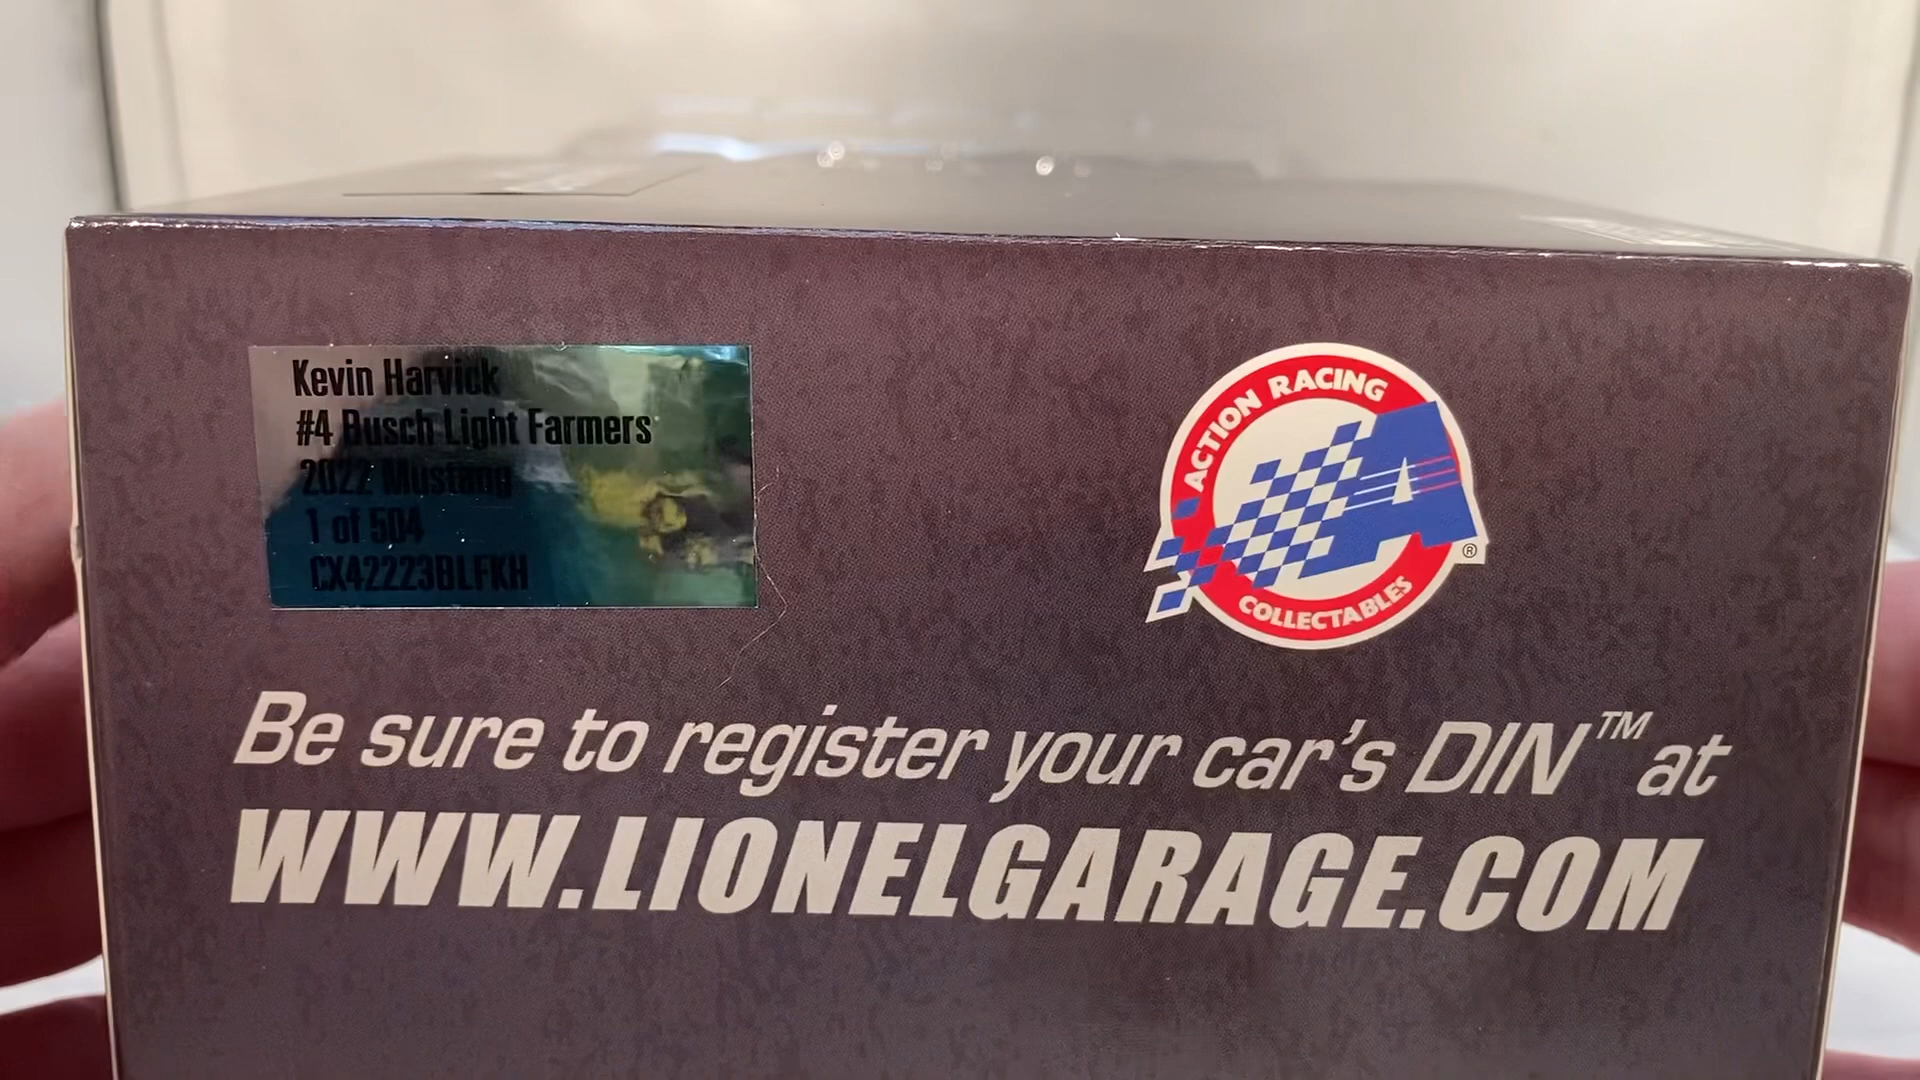 Kevin Harvick
#4 Busch Light Farmers
2022 Mustang
1 of 504
CX42223BLFKH
ACTION RACING
A
®
COLLECTABLES
Be sure to register your car's DIN™ at
WWW.LIONELGARAGE.COM